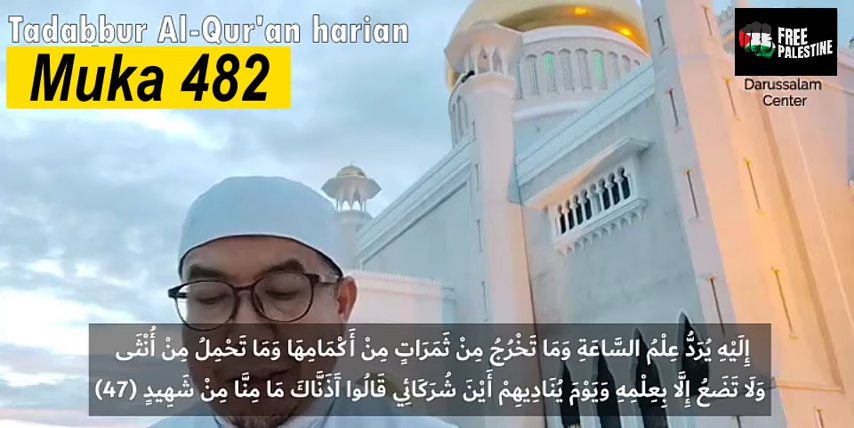 Tadabbur Al-Qur'an harian
Muka 482
FREE
PALESTINE
Darussalam
Center
إِلَيْهِ يُرَدُّ عِلْمُ السَّاعَةِ وَمَا تَخْرُجُ مِنْ ثَمَرَاتٍ مِنْ أَكْمَامِهَا وَمَا تَحْمِلُ مِنْ أُنْثَى
وَلَا تَضَعُ إِلَّا بِعِلْمِهِ وَيَوْمَ يُنَادِيهِمْ أَيْنَ شُرَكَائِي قَالُوا آذَنَّاكَ مَا مِنَّا مِنْ شَهِيدٍ (47)